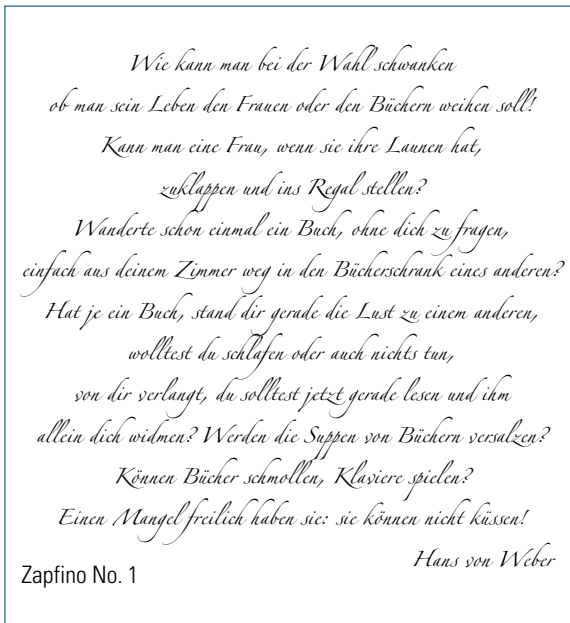 Wie kann man bei der Wahl schwanken
ob man sein Leben den Frauen oder den Büchern weihen soll!
Kann man eine Frau, wenn sie ihre Launen hat,
zuklappen und ins Regal stellen?
Wanderte schon einmal ein Buch, ohne dich zu fragen,
einfach aus deinem Zimmer weg in den Bücherschrank eines anderen?
Hat je ein Buch, stand dir gerade die Lust zu einem anderen,
wolltest du schlafen oder auch nichts tun,
von dir verlangt, du solltest jetzt gerade lesen und ihm
allein dich widmen? Werden die Suppen von Büchern versalzen?
Können Bücher schmollen, Klaviere spielen?
Einen Mangel freilich haben sie: sie können nicht küssen!
Hans von Weber
Zapfino No. 1